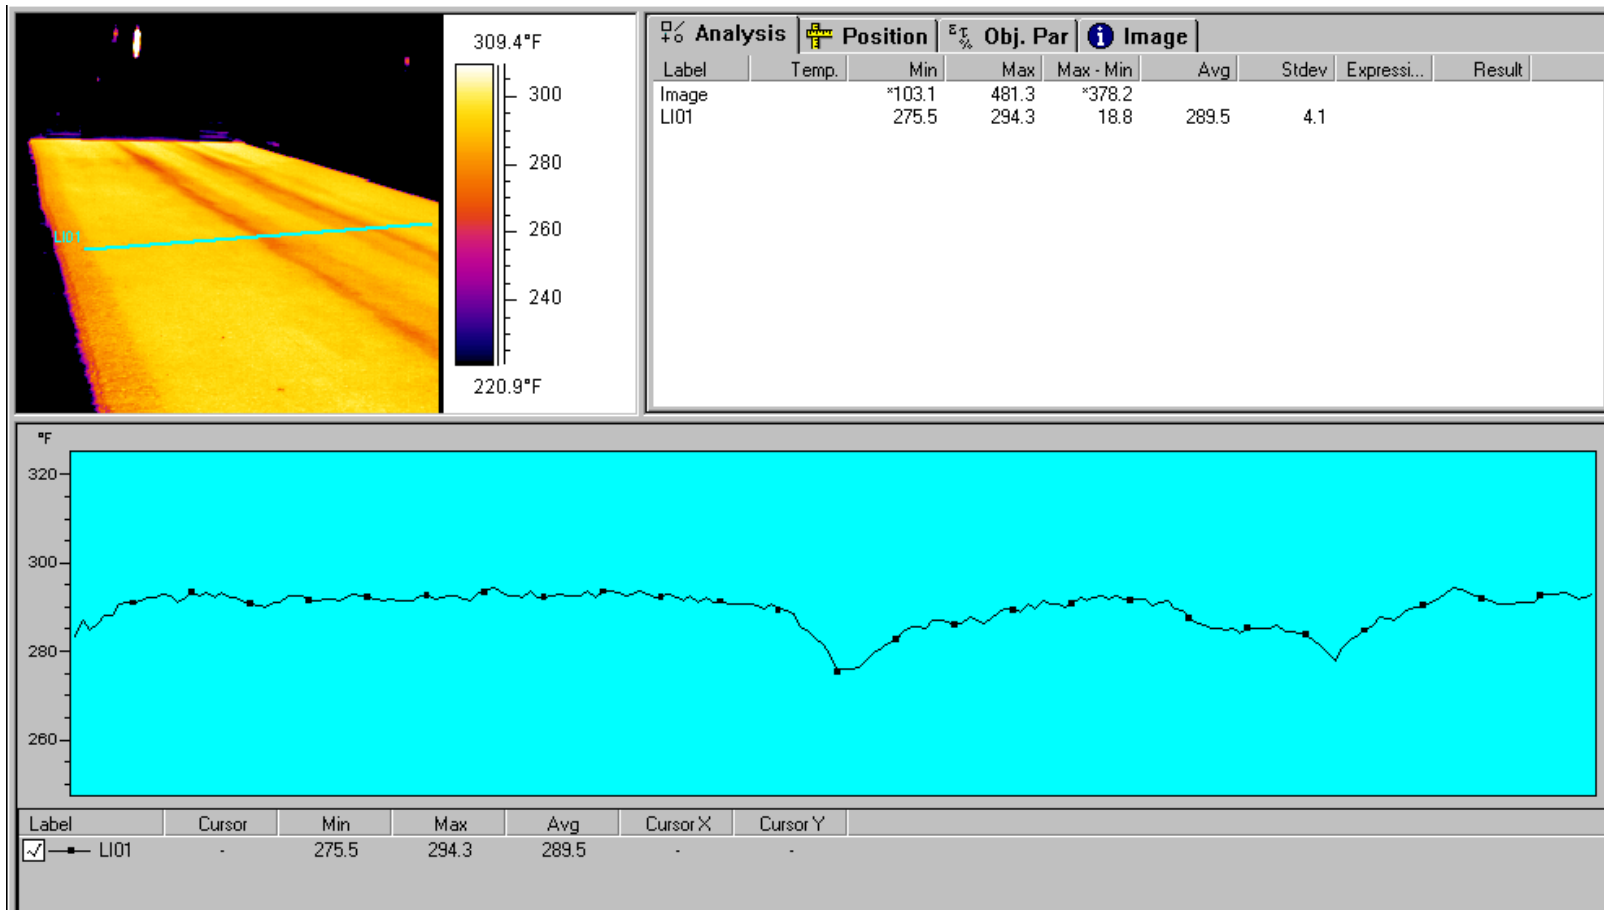 309.4°F
300
280
260
240
220.9°F
LI01
Analysis Position Obj. Par Image
Label Temp. Min Max Max - Min Avg Stdev Expressi... Result
Image *103.1 481.3 *378.2
LI01 275.5 294.3 18.8 289.5 4.1
°F
320
300
280
260
Label Cursor Min Max Avg Cursor X Cursor Y
LI01 - 275.5 294.3 289.5 - -